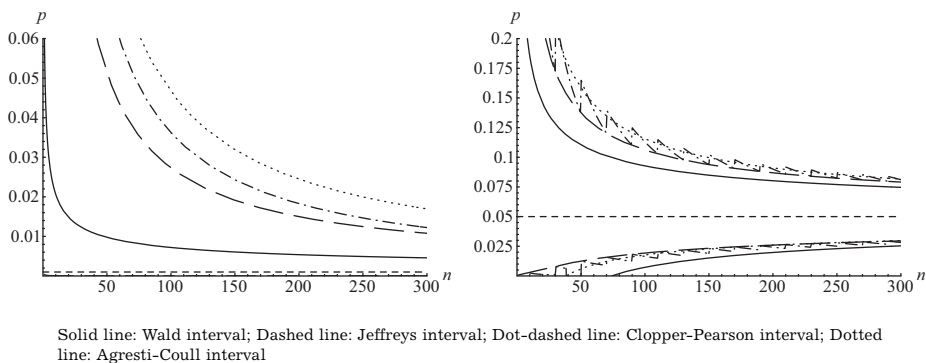 p
0.06
0.05
0.04
0.03
0.02
0.01
50 100 150 200 250 300 n
p
0.2
0.175
0.15
0.125
0.1
0.075
0.05
0.025
50 100 150 200 250 300 n
Solid line: Wald interval; Dashed line: Jeffreys interval; Dot-dashed line: Clopper-Pearson interval; Dotted
line: Agresti-Coull interval